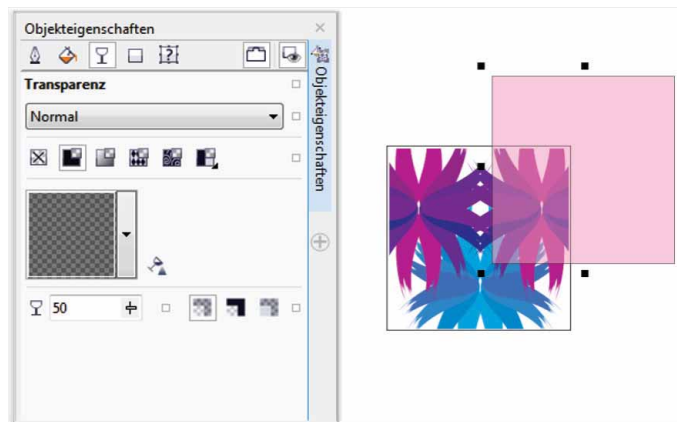 Objekteigenschaften
Transparenz
Normal
50
Objekteigenschaften